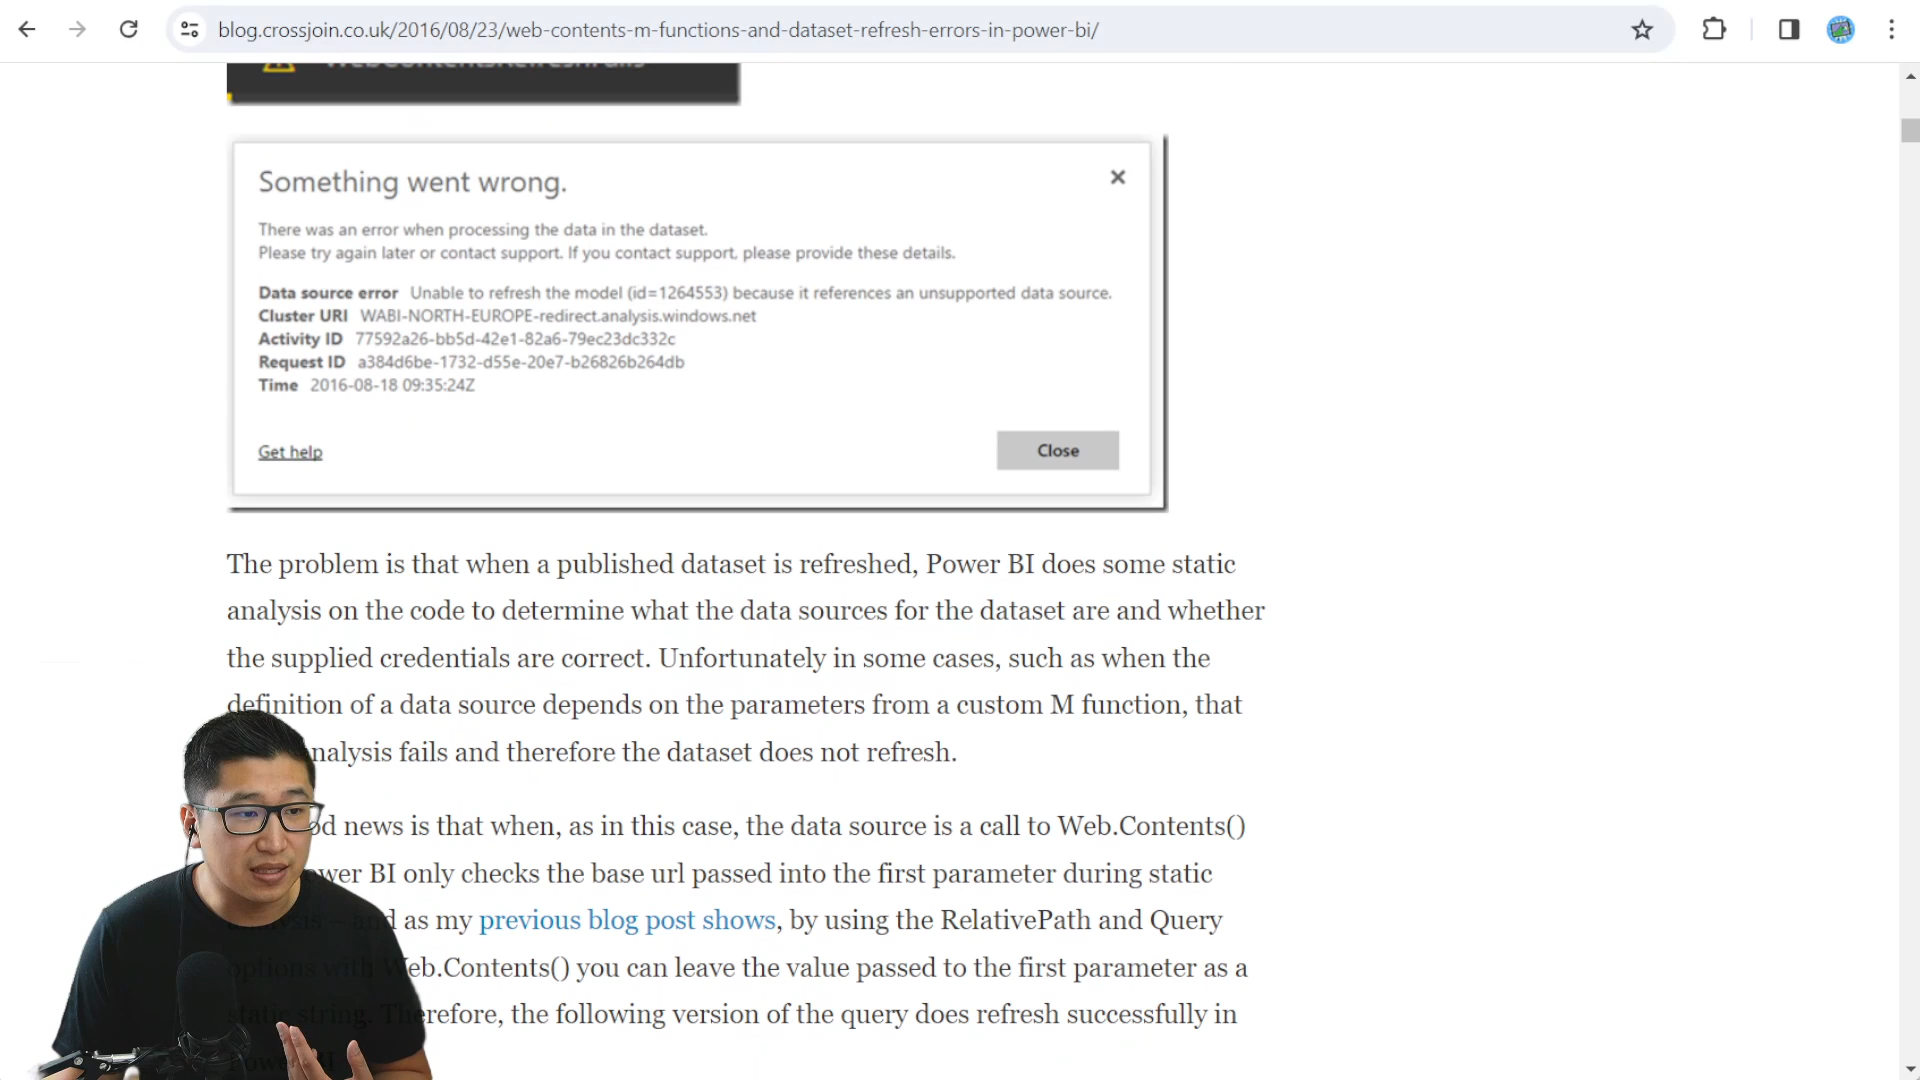 blog.crossjoin.co.uk/2016/08/23/web-contents-m-functions-and-dataset-refresh-errors-in-power-bi/
Something went wrong.
There was an error when processing the data in the dataset.
Please try again later or contact support. If you contact support, please provide these details.
Data source error Unable to refresh the model (id=1264553) because it references an unsupported data source.
Cluster URI WABI-NORTH-EUROPE-redirect.analysis.windows.net
Activity ID 77592a26-bb5d-42e1-82a6-79ec23dc332c
Request ID a384d6be-1732-d55e-20e7-b26826b264db
Time 2016-08-18 09:35:24Z
Get help
Close
The problem is that when a published dataset is refreshed, Power BI does some static
analysis on the code to determine what the data sources for the dataset are and whether
the supplied credentials are correct. Unfortunately in some cases, such as when the
definition of a data source depends on the parameters from a custom M function, that
nalysis fails and therefore the dataset does not refresh.
od news is that when, as in this case, the data source is a call to Web.Contents()
wer BI only checks the base url passed into the first parameter during static
and as my previous blog post shows, by using the RelativePath and Query
options with Web.Contents() you can leave the value passed to the first parameter as a
static string. Therefore, the following version of the query does refresh successfully in